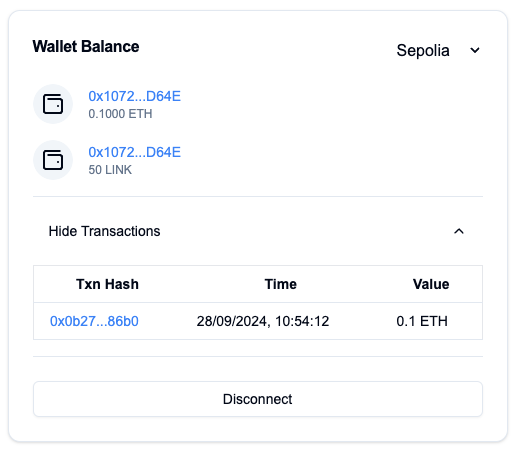 Wallet Balance
Sepolia
0x1072...D64E
0.1000 ETH
0x1072...D64E
50 LINK
Hide Transactions
Txn Hash Time Value
0x0b27...86b0 28/09/2024, 10:54:12 0.1 ETH
Disconnect